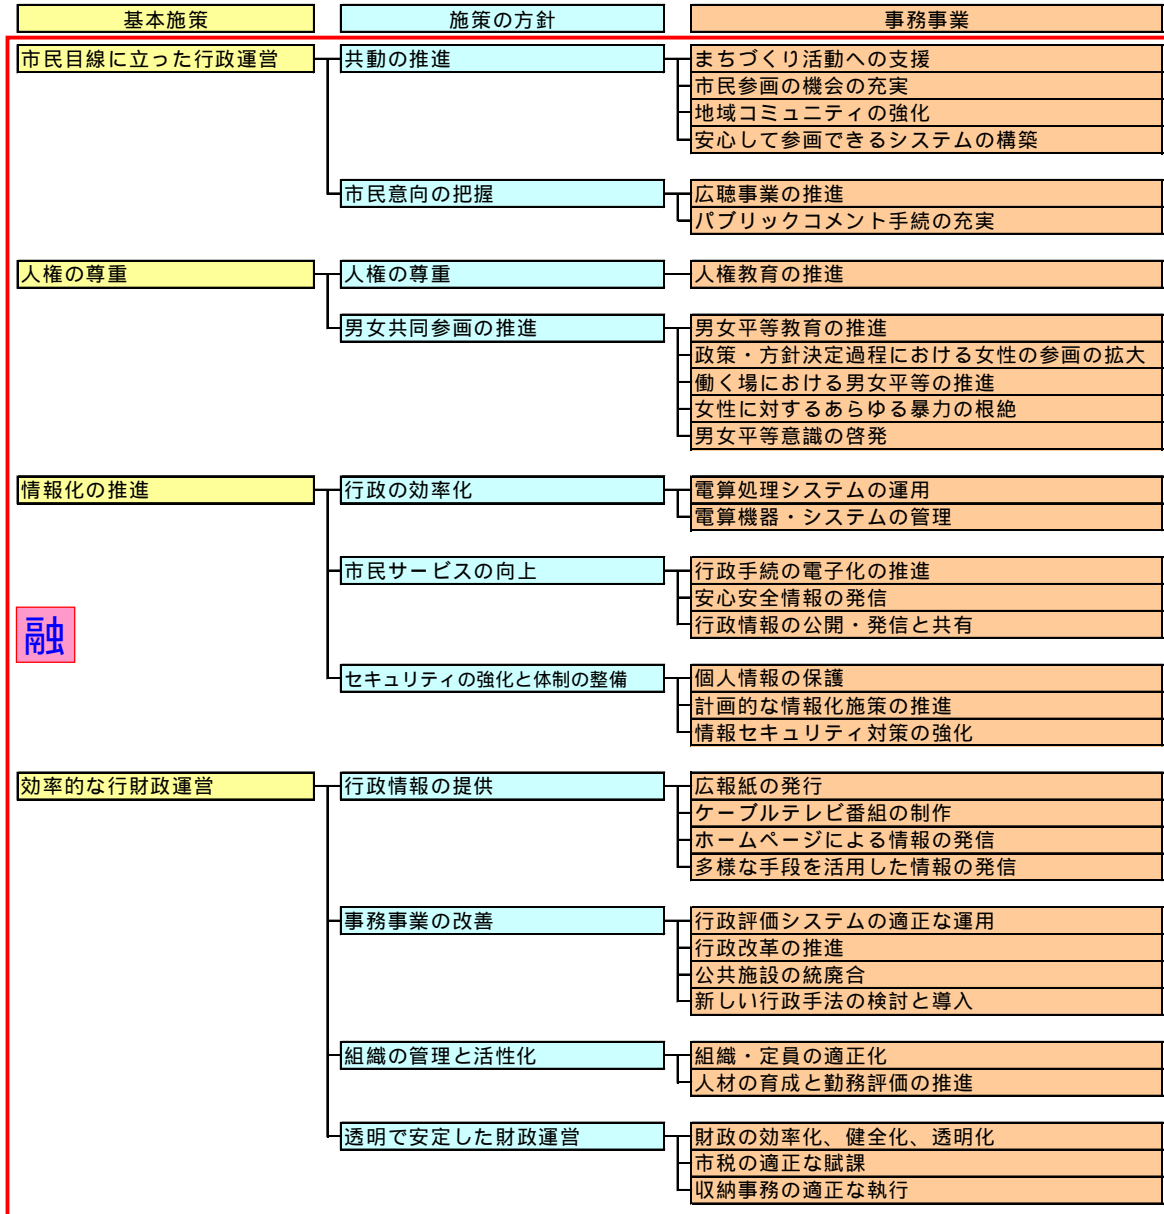 基本施策 施策の方針 事務事業
市民目線に立った行政運営 共動の推進 まちづくり活動への支援
市民参画の機会の充実
地域コミュニティの強化
安心して参画できるシステムの構築
市民意向の把握 広聴事業の推進
パブリックコメント手続の充実
人権の尊重 人権の尊重 人権教育の推進
男女共同参画の推進 男女平等教育の推進
政策・方針決定過程における女性の参画の拡大
働く場における男女平等の推進
女性に対するあらゆる暴力の根絶
男女平等意識の啓発
情報化の推進 行政の効率化 電算処理システムの運用
電算機器・システムの管理
市民サービスの向上 行政手続の電子化の推進
安心安全情報の発信
行政情報の公開・発信と共有
融
セキュリティの強化と体制の整備 個人情報の保護
計画的な情報化施策の推進
情報セキュリティ対策の強化
効率的な行財政運営 行政情報の提供 広報紙の発行
ケーブルテレビ番組の制作
ホームページによる情報の発信
多様な手段を活用した情報の発信
事務事業の改善 行政評価システムの適正な運用
行政改革の推進
公共施設の統廃合
新しい行政手法の検討と導入
組織の管理と活性化 組織・定員の適正化
人材の育成と勤務評価の推進
透明で安定した財政運営 財政の効率化、健全化、透明化
市税の適正な賦課
収納事務の適正な執行